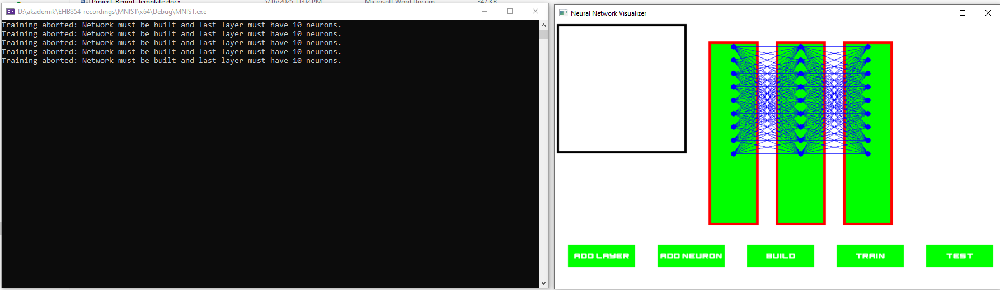 Project-Report-Template.docx
5/16/2025 11:02 PM
Microsoft Word Docum...
347 KB
D:\akademik\EHB354_recordings\MNIST\x64\Debug\MNIST.exe
Training aborted: Network must be built and last layer must have 10 neurons.
Training aborted: Network must be built and last layer must have 10 neurons.
Training aborted: Network must be built and last layer must have 10 neurons.
Training aborted: Network must be built and last layer must have 10 neurons.
Training aborted: Network must be built and last layer must have 10 neurons.
Neural Network Visualizer
ADD LAYER
ADD NEURON
BUILD
TRAIN
TEST